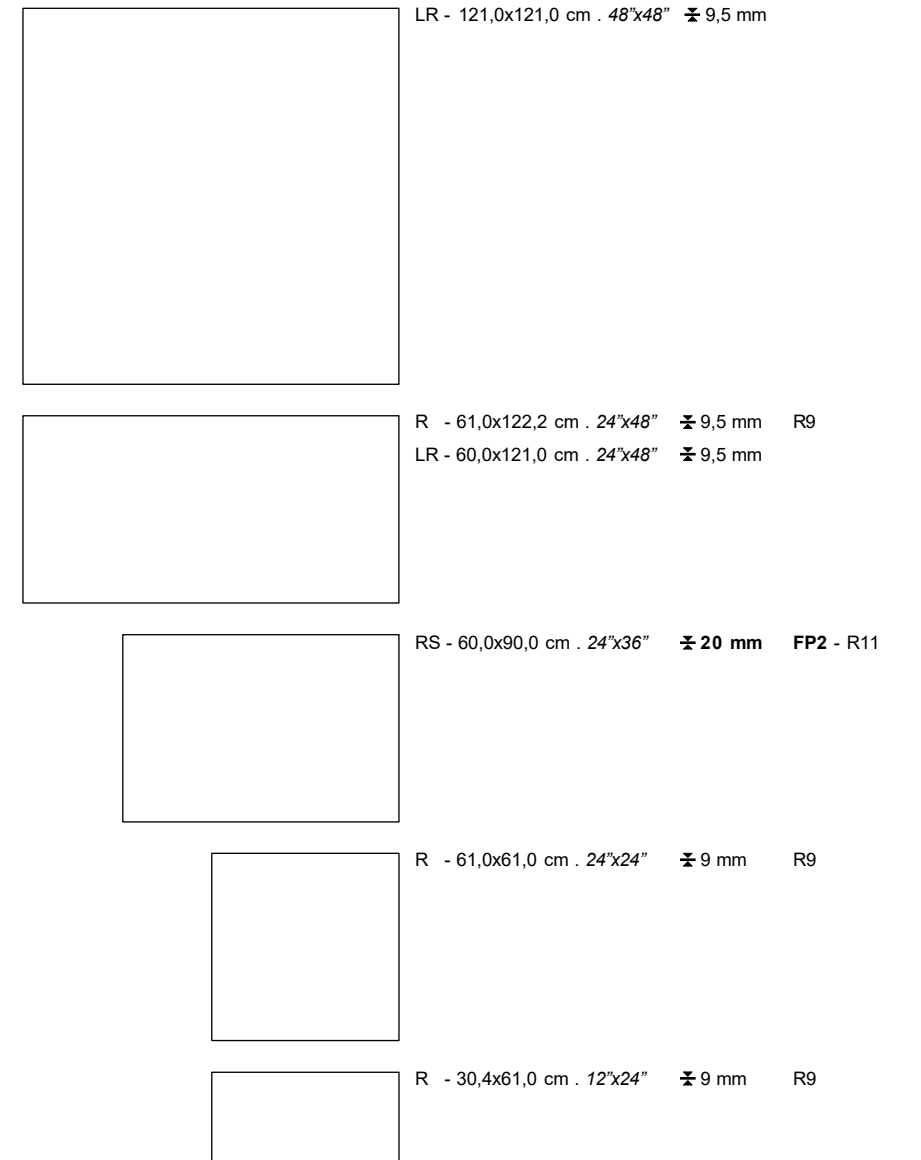 LR - 121,0x121,0 cm . 48”x48” 9,5 mm
R - 61,0x122,2 cm . 24”x48” 9,5 mm R9
LR - 60,0x121,0 cm . 24”x48” 9,5 mm
RS - 60,0x90,0 cm . 24”x36” 20 mm FP2 - R11
R - 61,0x61,0 cm . 24”x24” 9 mm R9
R - 30,4x61,0 cm . 12”x24” 9 mm R9